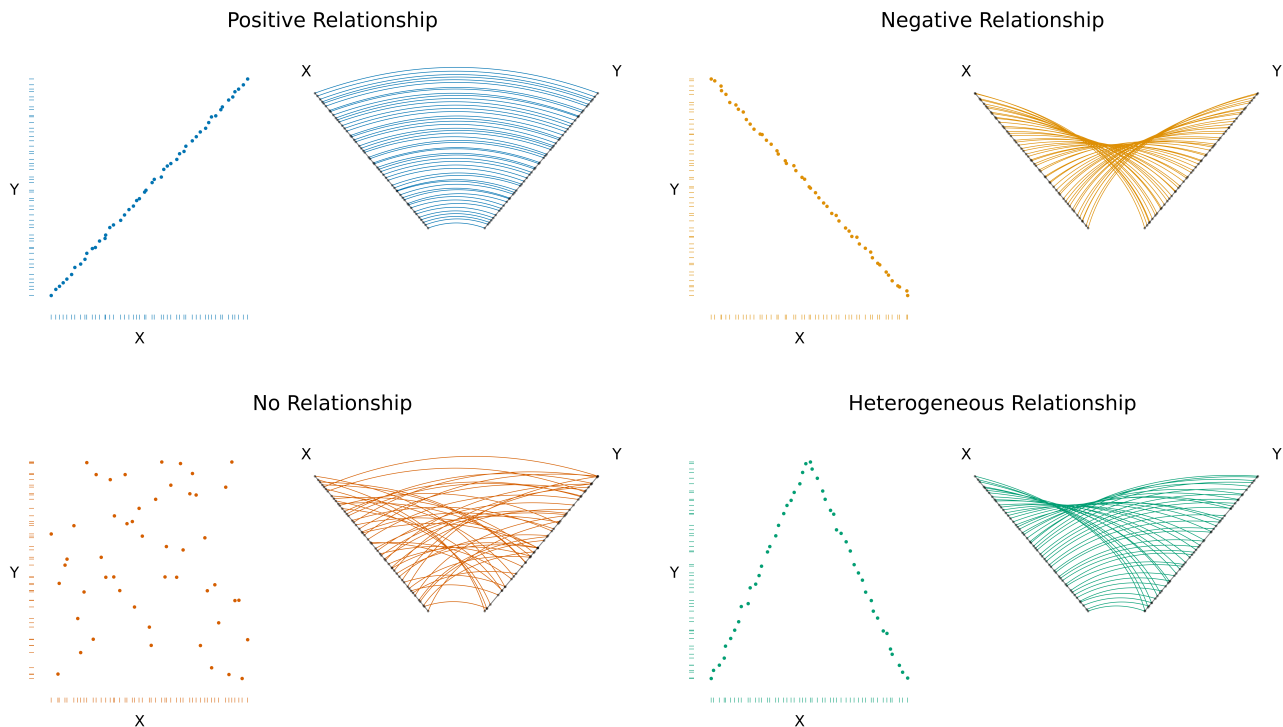 Positive Relationship
X
Y
Y
X
Negative Relationship
X
Y
Y
X
No Relationship
X
Y
Y
X
Heterogeneous Relationship
X
Y
Y
X